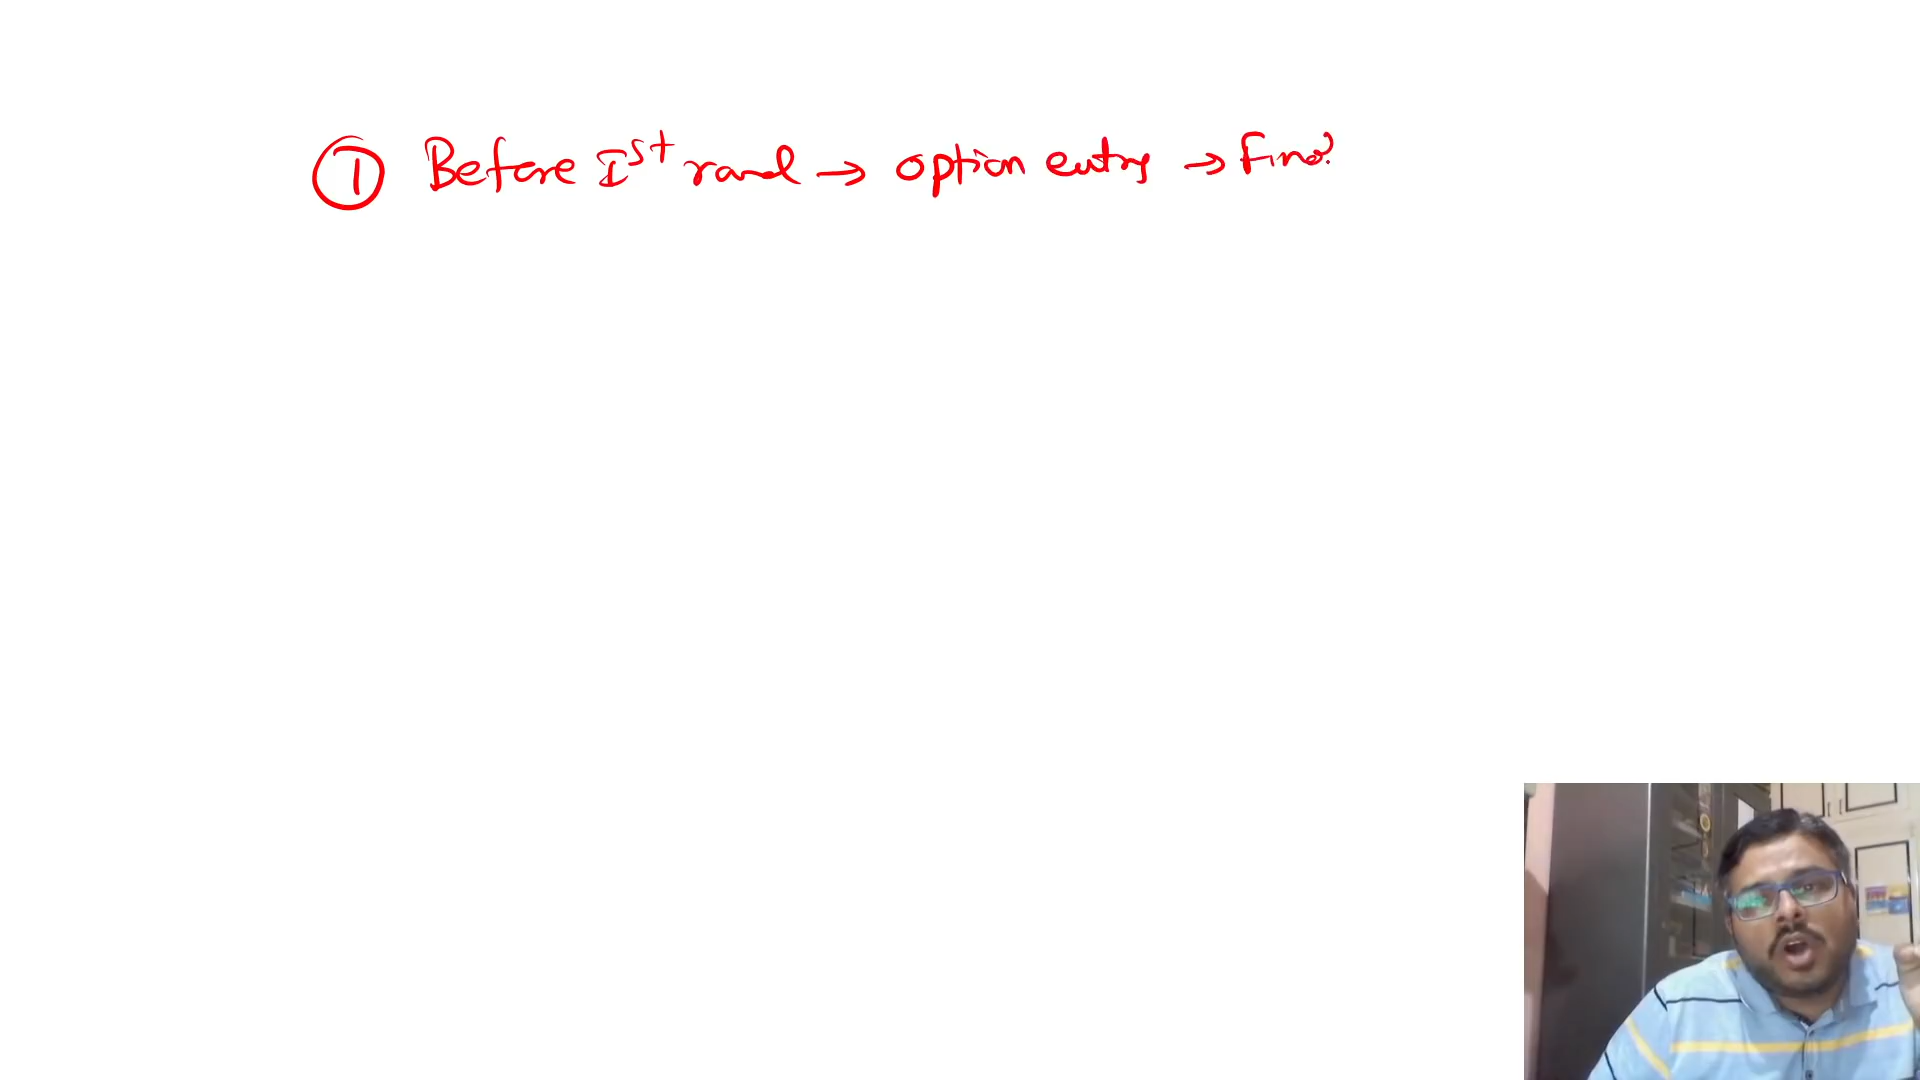 ① Before Ist round → option entry → Final